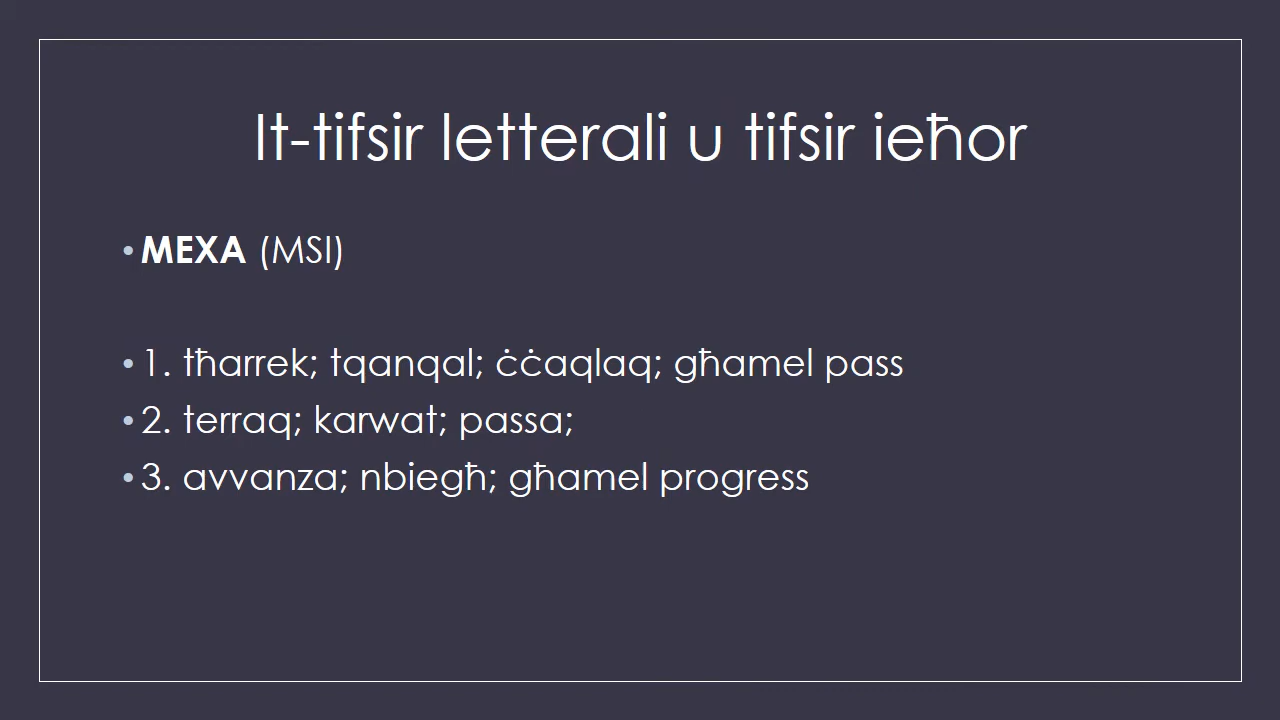 It-tifsir letterali u tifsir ieħor
• MEXA (MSI)
• 1. tħarrek; tqanqal; ċċaqlaq; għamel pass
• 2. terraq; karwat; passa;
• 3. avvanza; nbiegħ; għamel progress